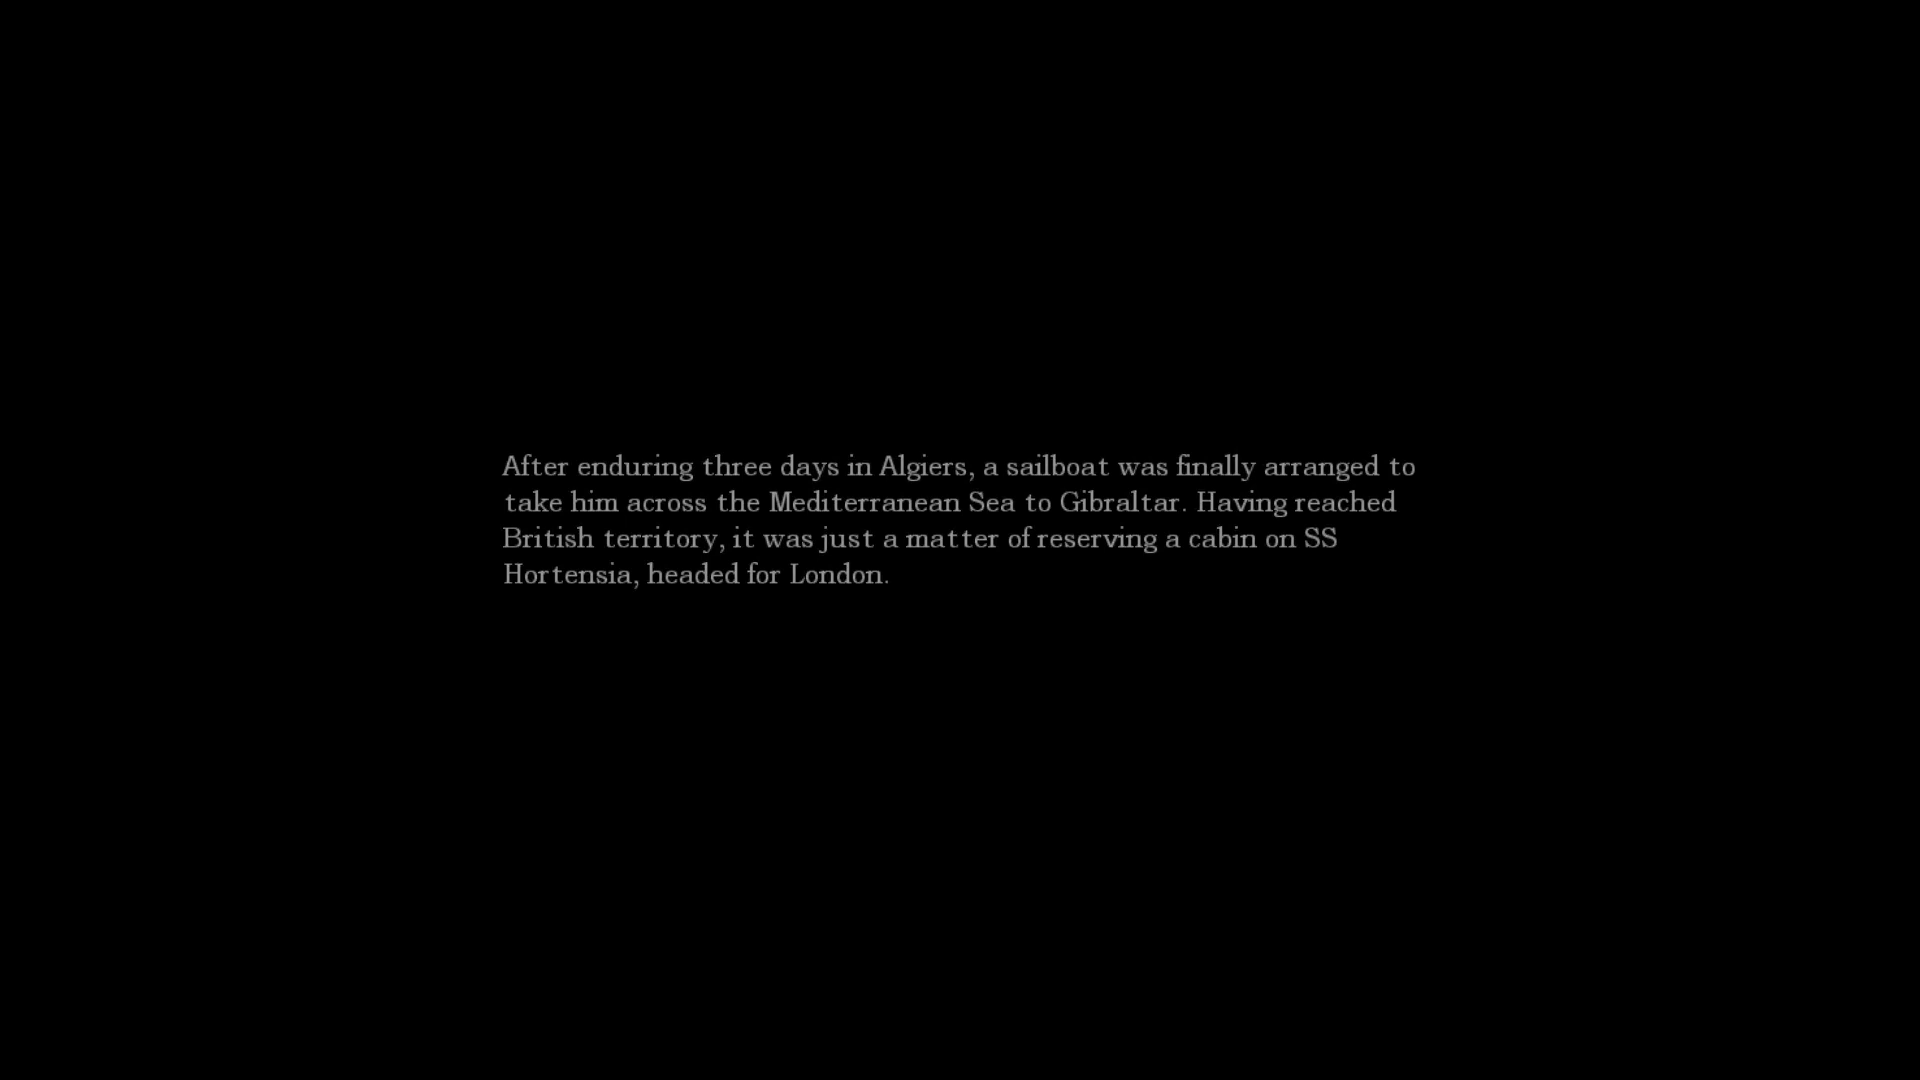 After enduring three days in Algiers, a sailboat was finally arranged to
take him across the Mediterranean Sea to Gibraltar. Having reached
British territory, it was just a matter of reserving a cabin on SS
Hortensia, headed for London.